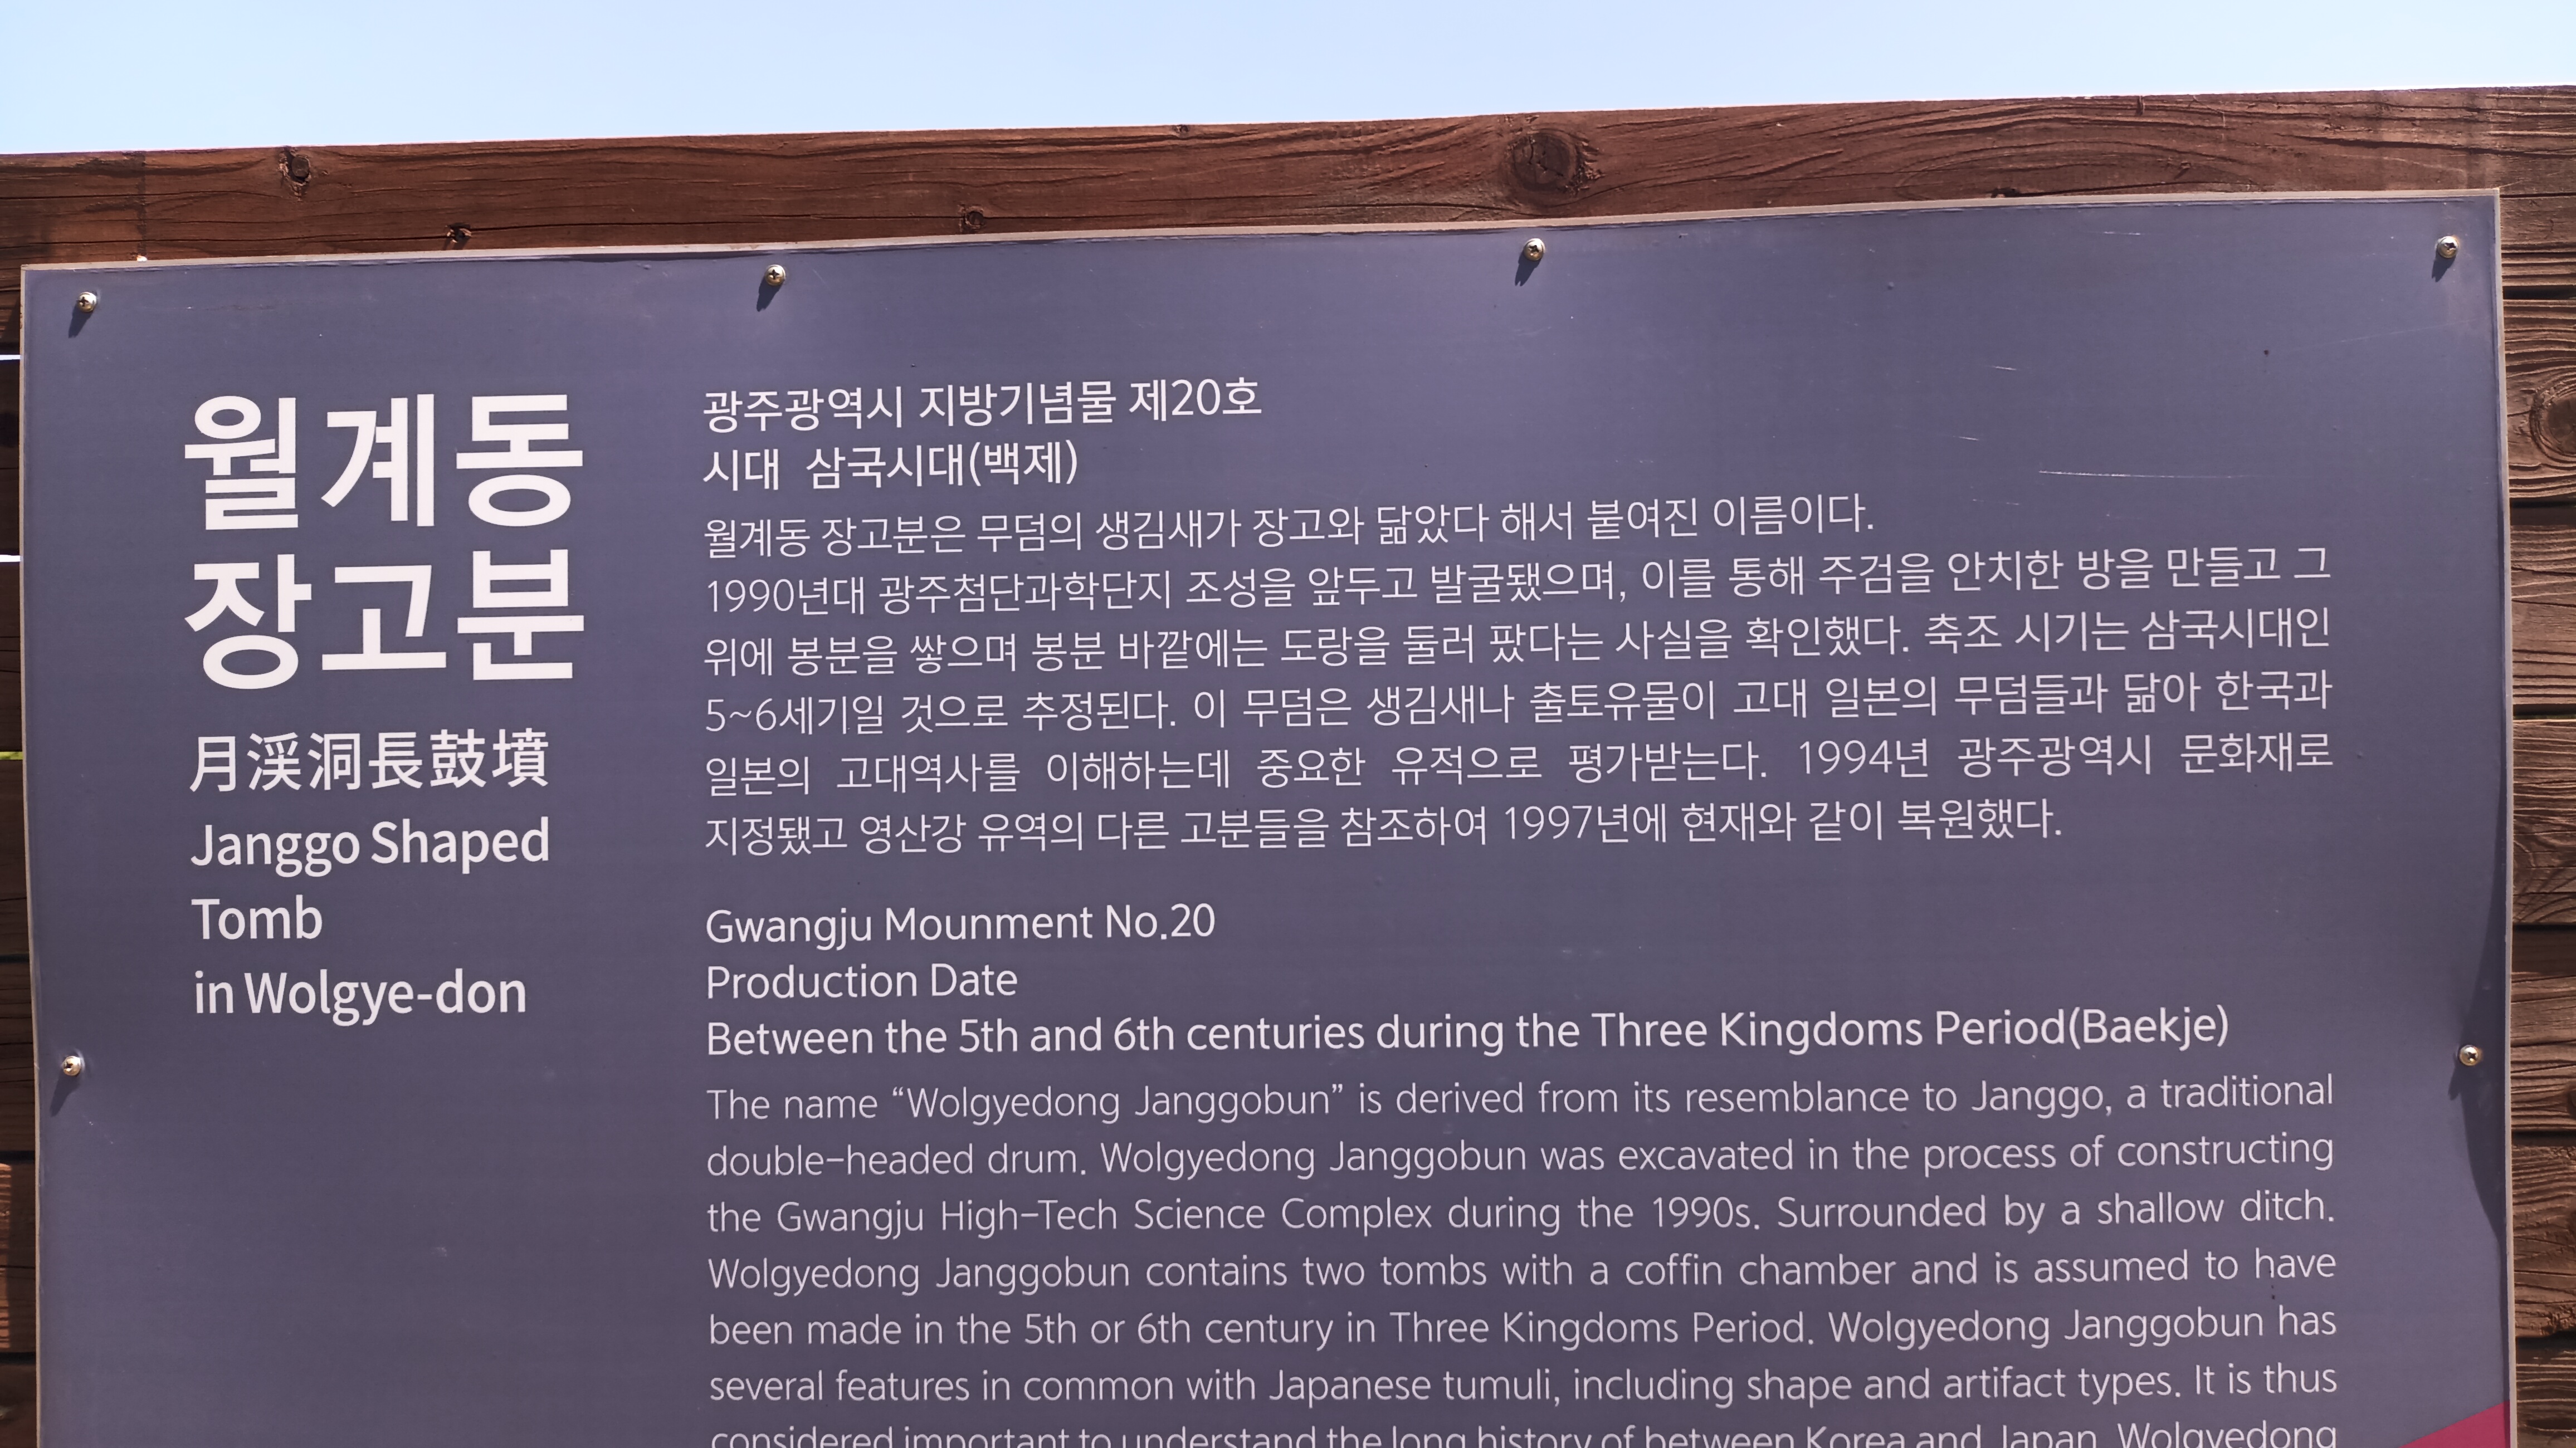 월계동
장고분
月渓洞長鼓墳
Janggo Shaped
Tomb
in Wolgye-don
광주광역시 지방기념물 제20호
시대 삼국시대(백제)
월계동 장고분은 무덤의 생김새가 장고와 닮았다 해서 붙여진 이름이다.
1990년대 광주첨단과학단지 조성을 앞두고 발굴됐으며, 이를 통해 주검을 안치한 방을 만들고 그
위에 봉분을 쌓으며 봉분 바깥에는 도랑을 둘러 팠다는 사실을 확인했다. 축조 시기는 삼국시대인
5~6세기일 것으로 추정된다. 이 무덤은 생김새나 출토유물이 고대 일본의 무덤들과 닮아 한국과
일본의 고대역사를 이해하는데 중요한 유적으로 평가받는다. 1994년 광주광역시 문화재로
지정됐고 영산강 유역의 다른 고분들을 참조하여 1997년에 현재와 같이 복원했다.
Gwangju Mounment No.20
Production Date
Between the 5th and 6th centuries during the Three Kingdoms Period(Baekje)
The name “Wolgyedong Janggobun” is derived from its resemblance to Janggo, a traditional
double-headed drum. Wolgyedong Janggobun was excavated in the process of constructing
the Gwangju High-Tech Science Complex during the 1990s. Surrounded by a shallow ditch.
Wolgyedong Janggobun contains two tombs with a coffin chamber and is assumed to have
been made in the 5th or 6th century in Three Kingdoms Period. Wolgyedong Janggobun has
several features in common with Japanese tumuli, including shape and artifact types. It is thus
considered important to understand the long history of between Korea and Japan. Wolgyedong